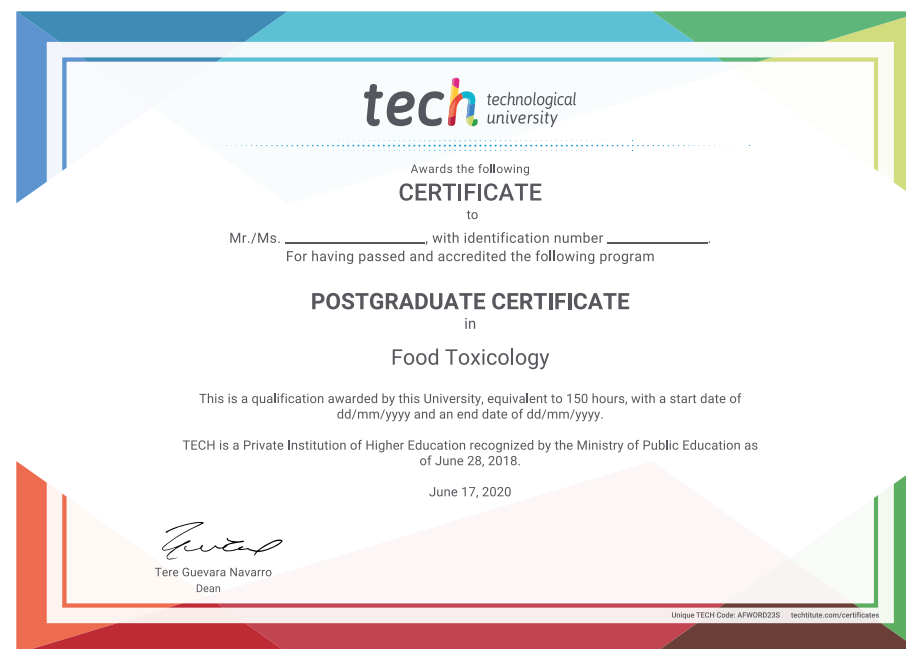 tech technological
university
Awards the following
CERTIFICATE
to
Mr./Ms. ____________________, with identification number ______________.
For having passed and accredited the following program
POSTGRADUATE CERTIFICATE
in
Food Toxicology
This is a qualification awarded by this University, equivalent to 150 hours, with a start date of
dd/mm/yyyy and an end date of dd/mm/yyyy.
TECH is a Private Institution of Higher Education recognized by the Ministry of Public Education as
of June 28, 2018.
June 17, 2020
Tere Guevara Navarro
Dean
Unique TECH Code: AFWORD23S techtitute.com/certificates